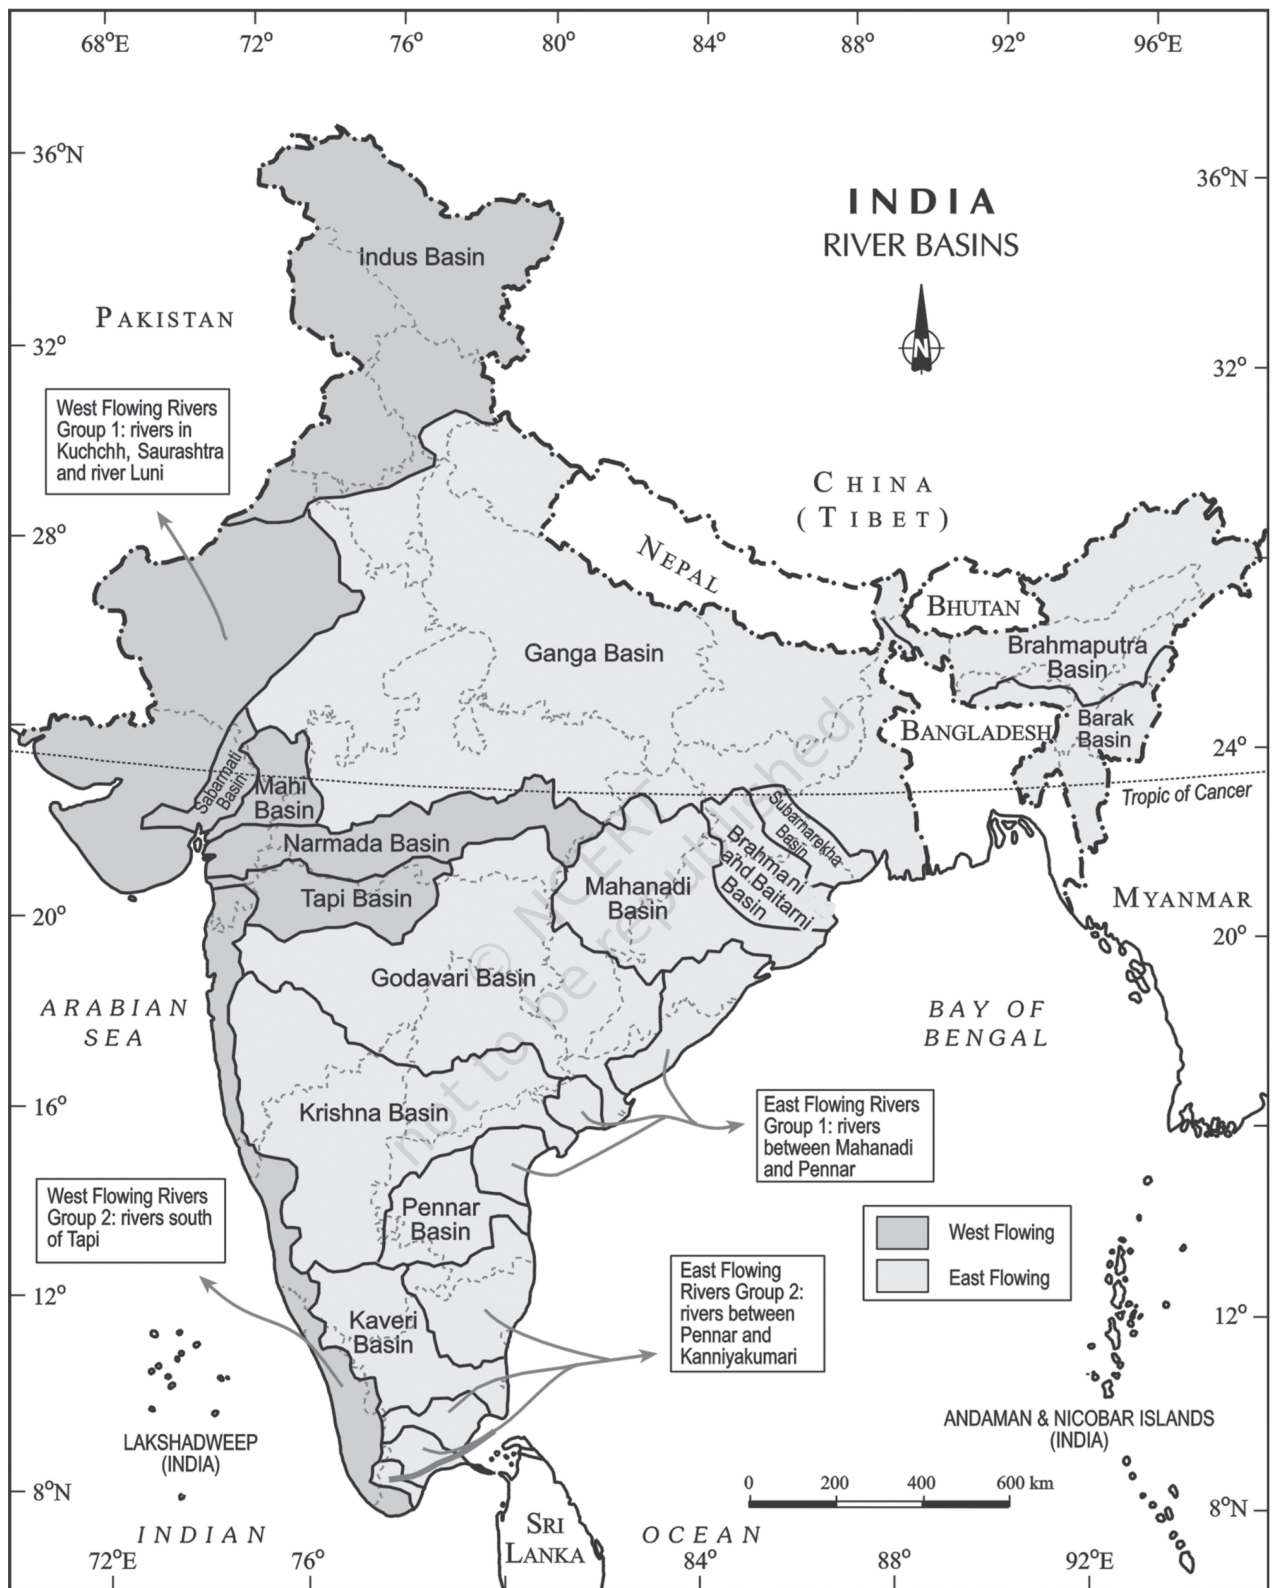 68°E 72° 76° 80° 84° 88° 92° 96°E
36°N
36°N
INDIA
RIVER BASINS
Indus Basin
N
PAKISTAN
32°
32°
West Flowing Rivers
Group 1: rivers in
Kuchchh, Saurashtra
and river Luni
CHINA
(TIBET)
28°
NEPAL
BHUTAN
Ganga Basin
Brahmaputra
Basin
BANGLADESH
Barak
Basin
24°
Sabarmati
Basin
Mahi
Basin
Tropic of Cancer
Subarnarekha
Basin
Narmada Basin
Brahmani
and Baitarni
Basin
Tapi Basin
Mahanadi
Basin
MYANMAR
20°
20°
Godavari Basin
© NCERT
not to be republished
ARABIAN
SEA
BAY OF
BENGAL
16°
Krishna Basin
East Flowing Rivers
Group 1: rivers
between Mahanadi
and Pennar
West Flowing Rivers
Group 2: rivers south
of Tapi
Pennar
Basin
West Flowing
East Flowing
East Flowing
Rivers Group 2:
rivers between
Pennar and
Kanniyakumari
12°
12°
Kaveri
Basin
LAKSHADWEEP
(INDIA)
ANDAMAN & NICOBAR ISLANDS
(INDIA)
0 200 400 600 km
8°N
8°N
INDIAN
OCEAN
SRI
LANKA
72°E 76° 84° 88° 92°E